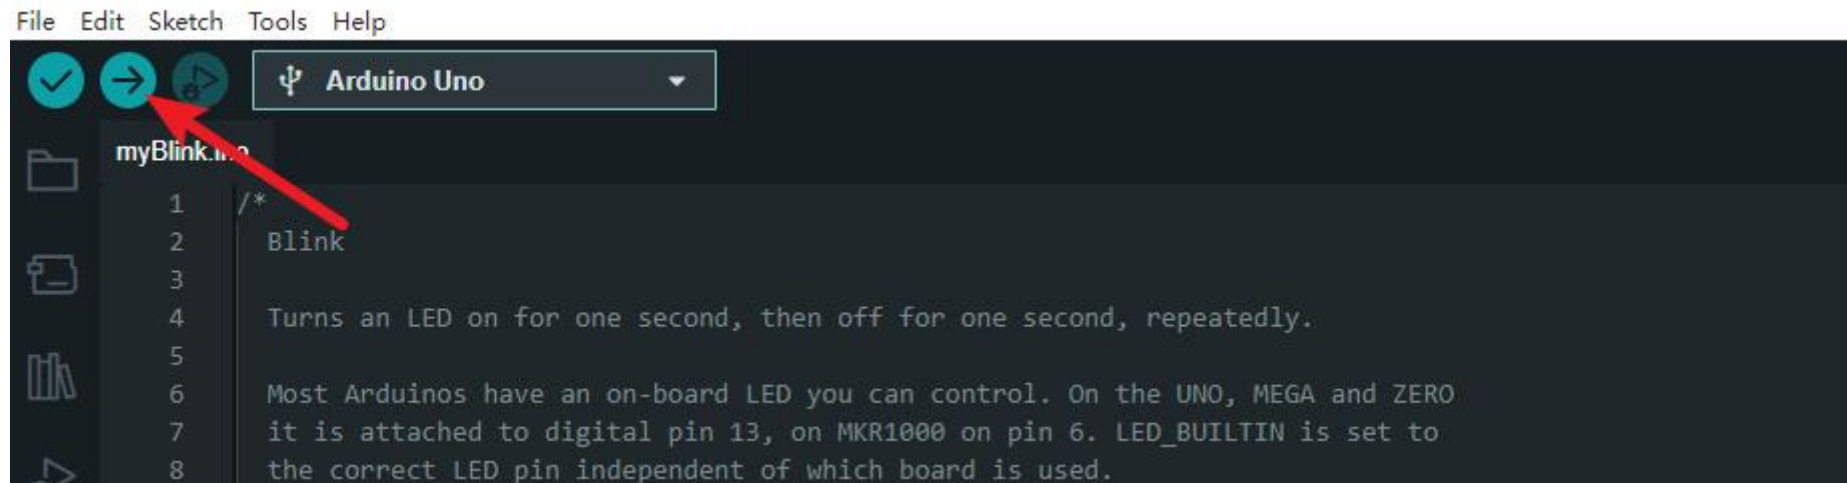 File Edit Sketch Tools Help
Arduino Uno
myBlink.ino
1 /*
2 Blink
3
4 Turns an LED on for one second, then off for one second, repeatedly.
5
6 Most Arduinos have an on-board LED you can control. On the UNO, MEGA and ZERO
7 it is attached to digital pin 13, on MKR1000 on pin 6. LED_BUILTIN is set to
8 the correct LED pin independent of which board is used.